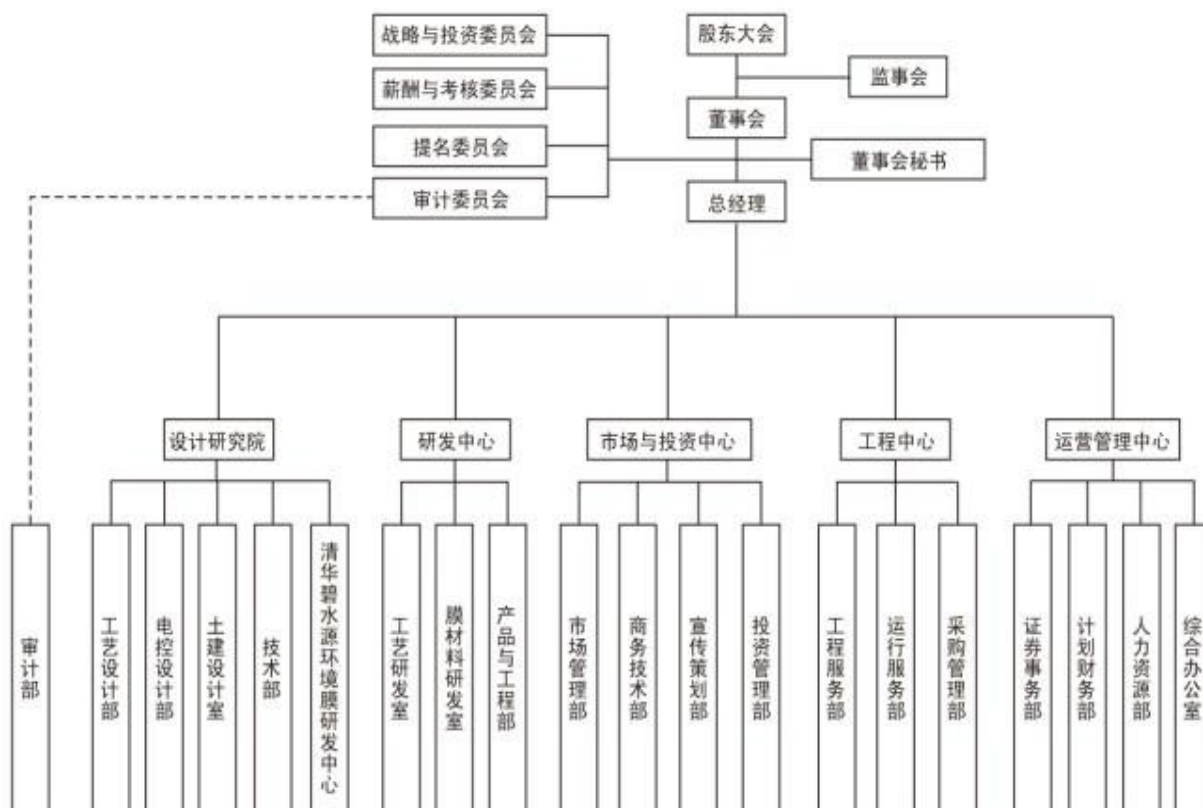 战略与投资委员会
股东大会
监事会
薪酬与考核委员会
董事会
提名委员会
董事会秘书
审计委员会
总经理
设计研究院
研发中心
市场与投资中心
工程中心
运营管理中心
审计部
工艺设计部
电控设计部
土建设计室
技术部
清华碧水源环境膜研发中心
工艺研发室
膜材料研发室
产品与工程部
市场管理部
商务技术部
宣传策划部
投资管理部
工程服务部
运行服务部
采购管理部
证券事务部
计划财务部
人力资源部
综合办公室